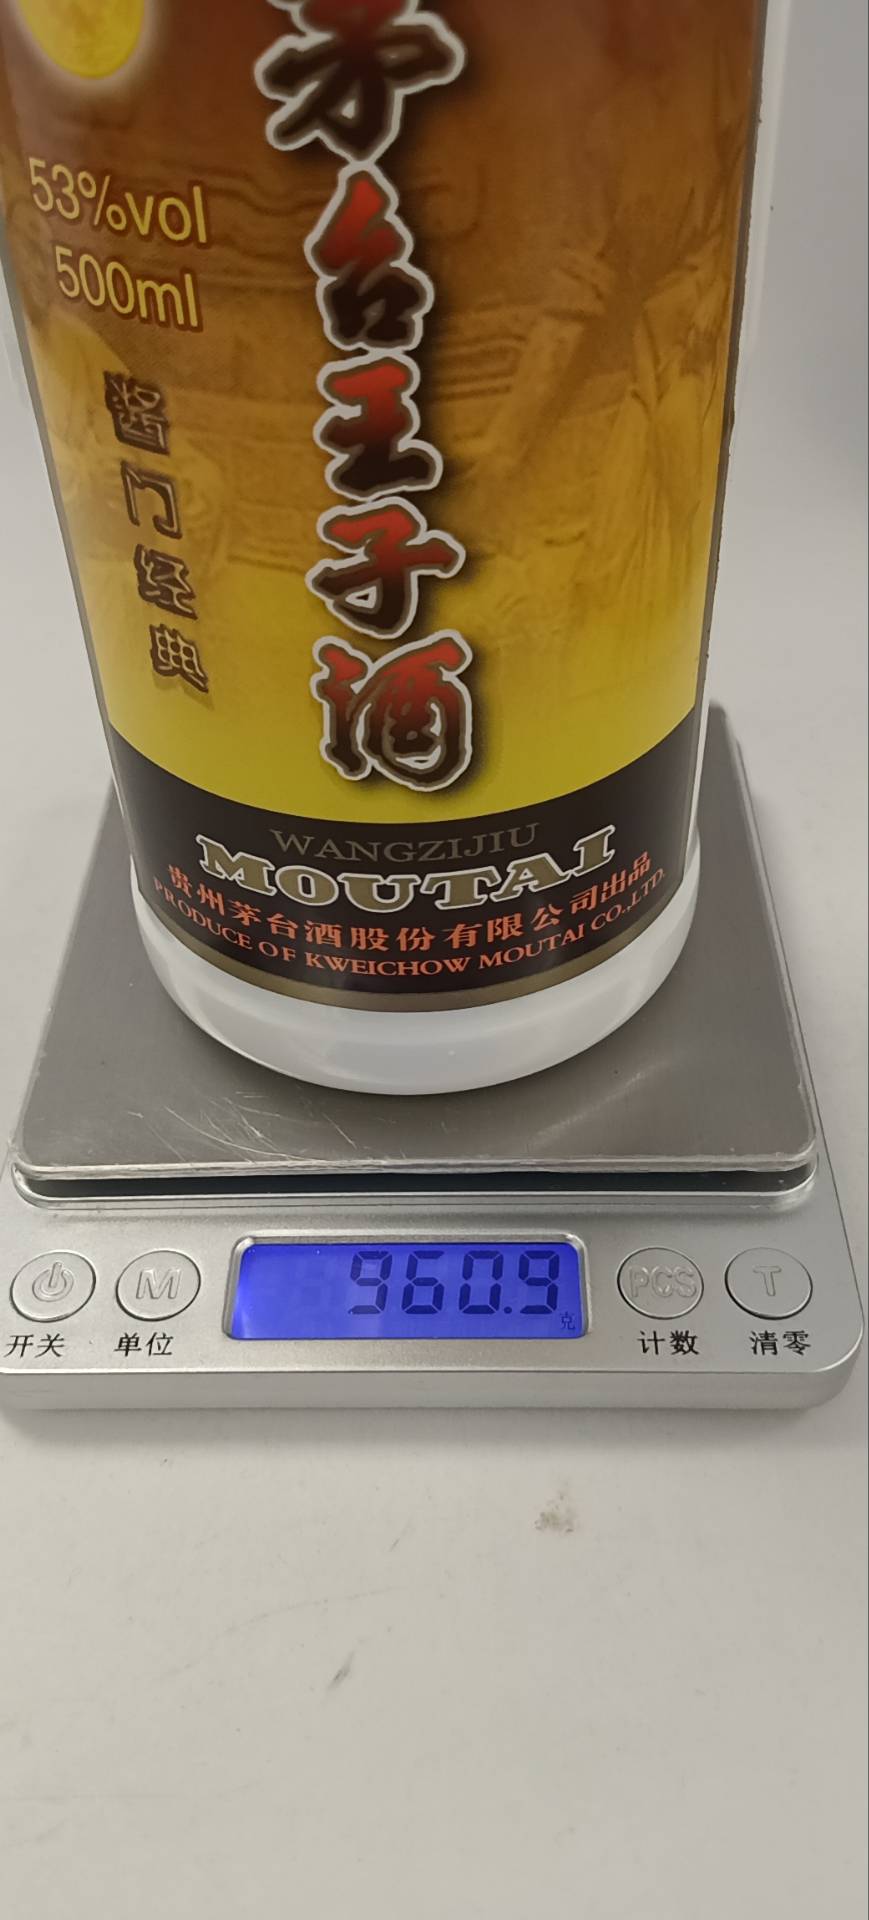 茅台王子酒
53%vol
500ml
酱门经典
WANGZIJIU
MOUTAI
贵州茅台酒股份有限公司出品
PRODUCE OF KWEICHOW MOUTAI CO.,LTD.
960.9
克
M
PCS
T
开关
单位
计数
清零